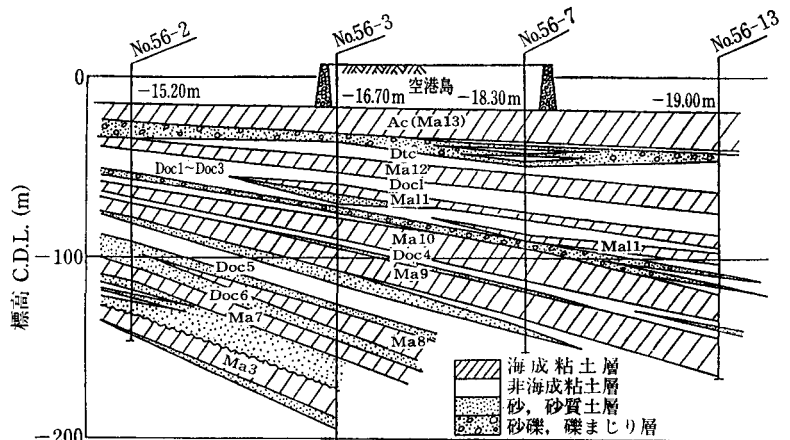 No.56-2
No.56-3
No.56-7
No.56-13
0
空港島
-15.20m
-16.70m
-18.30m
-19.00m
Ac(Ma13)
Dtc
Ma12
Doc1~Doc3
Doc1
Ma11
Ma11
Ma10
-100
Doc4
Doc5
Ma9
Doc6
Ma7
Ma8
Ma3
-200
標高 C.D.L. (m)
海成粘土層
非海成粘土層
砂,砂質土層
砂礫,礫まじり層